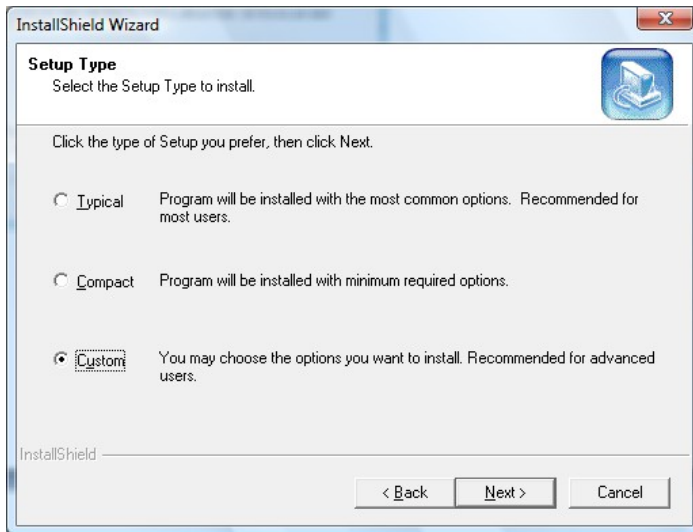 InstallShield Wizard
Setup Type
Select the Setup Type to install.
Click the type of Setup you prefer, then click Next.
Typical
Program will be installed with the most common options. Recommended for
most users.
Compact
Program will be installed with minimum required options.
Custom
You may choose the options you want to install. Recommended for advanced
users.
InstallShield
< Back
Next >
Cancel